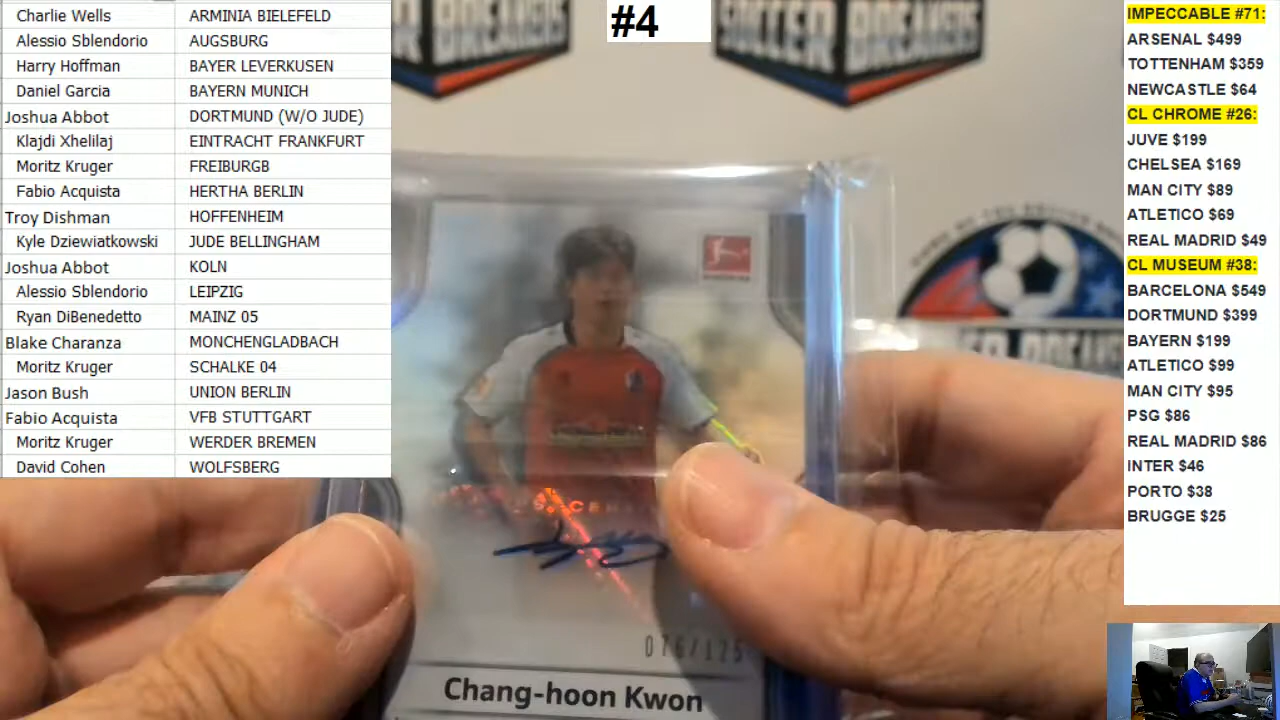 Charlie Wells ARMINIA BIELEFELD
Alessio Sblendorio AUGSBURG
Harry Hoffman BAYER LEVERKUSEN
Daniel Garcia BAYERN MUNICH
Joshua Abbot DORTMUND (W/O JUDE)
Klajdi Xhelilaj EINTRACHT FRANKFURT
Moritz Kruger FREIBURGB
Fabio Acquista HERTHA BERLIN
Troy Dishman HOFFENHEIM
Kyle Dziewiatkowski JUDE BELLINGHAM
Joshua Abbot KOLN
Alessio Sblendorio LEIPZIG
Ryan DiBenedetto MAINZ 05
Blake Charanza MONCHENGLADBACH
Moritz Kruger SCHALKE 04
Jason Bush UNION BERLIN
Fabio Acquista VFB STUTTGART
Moritz Kruger WERDER BREMEN
David Cohen WOLFSBERG
#4
SOCCER BREAKERS
076/125
Chang-hoon Kwon
IMPECCABLE #71:
ARSENAL $499
TOTTENHAM $359
NEWCASTLE $64
CL CHROME #26:
JUVE $199
CHELSEA $169
MAN CITY $89
ATLETICO $69
REAL MADRID $49
CL MUSEUM #38:
BARCELONA $549
DORTMUND $399
BAYERN $199
ATLETICO $99
MAN CITY $95
PSG $86
REAL MADRID $86
INTER $46
PORTO $38
BRUGGE $25